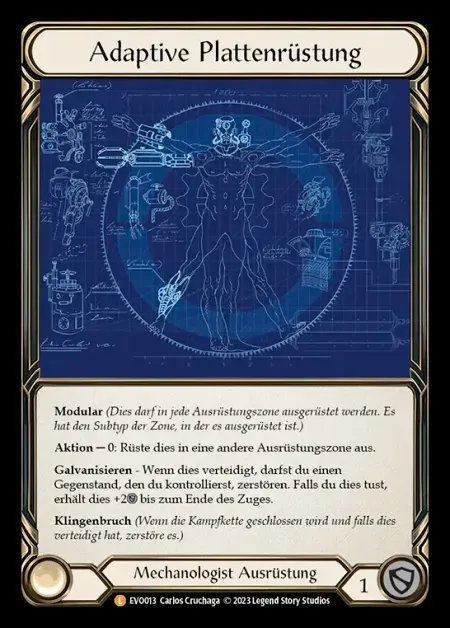 Adaptive Plattenrüstung
Modular (Dies darf in jede Ausrüstungszone ausgerüstet werden. Es
hat den Subtyp der Zone, in der es ausgerüstet ist.)
Aktion — 0: Rüste dies in eine andere Ausrüstungszone aus.
Galvanisieren - Wenn dies verteidigt, darfst du einen
Gegenstand, den du kontrollierst, zerstören. Falls du dies tust,
erhält dies +2 bis zum Ende des Zuges.
Klingenbruch (Wenn die Kampfkette geschlossen wird und falls dies
verteidigt hat, zerstöre es.)
Mechanologist Ausrüstung
1
L EVO013 Carlos Cruchaga © 2023 Legend Story Studios